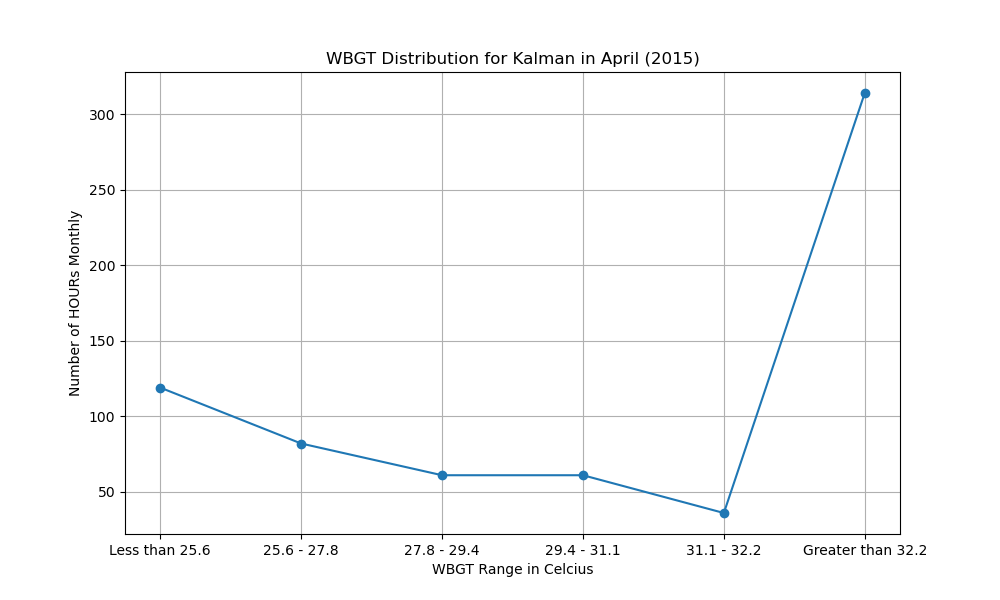 WBGT Distribution for Kalman in April (2015)
Number of HOURs Monthly
300
250
200
150
100
50
Less than 25.6
25.6 - 27.8
27.8 - 29.4
29.4 - 31.1
31.1 - 32.2
Greater than 32.2
WBGT Range in Celcius